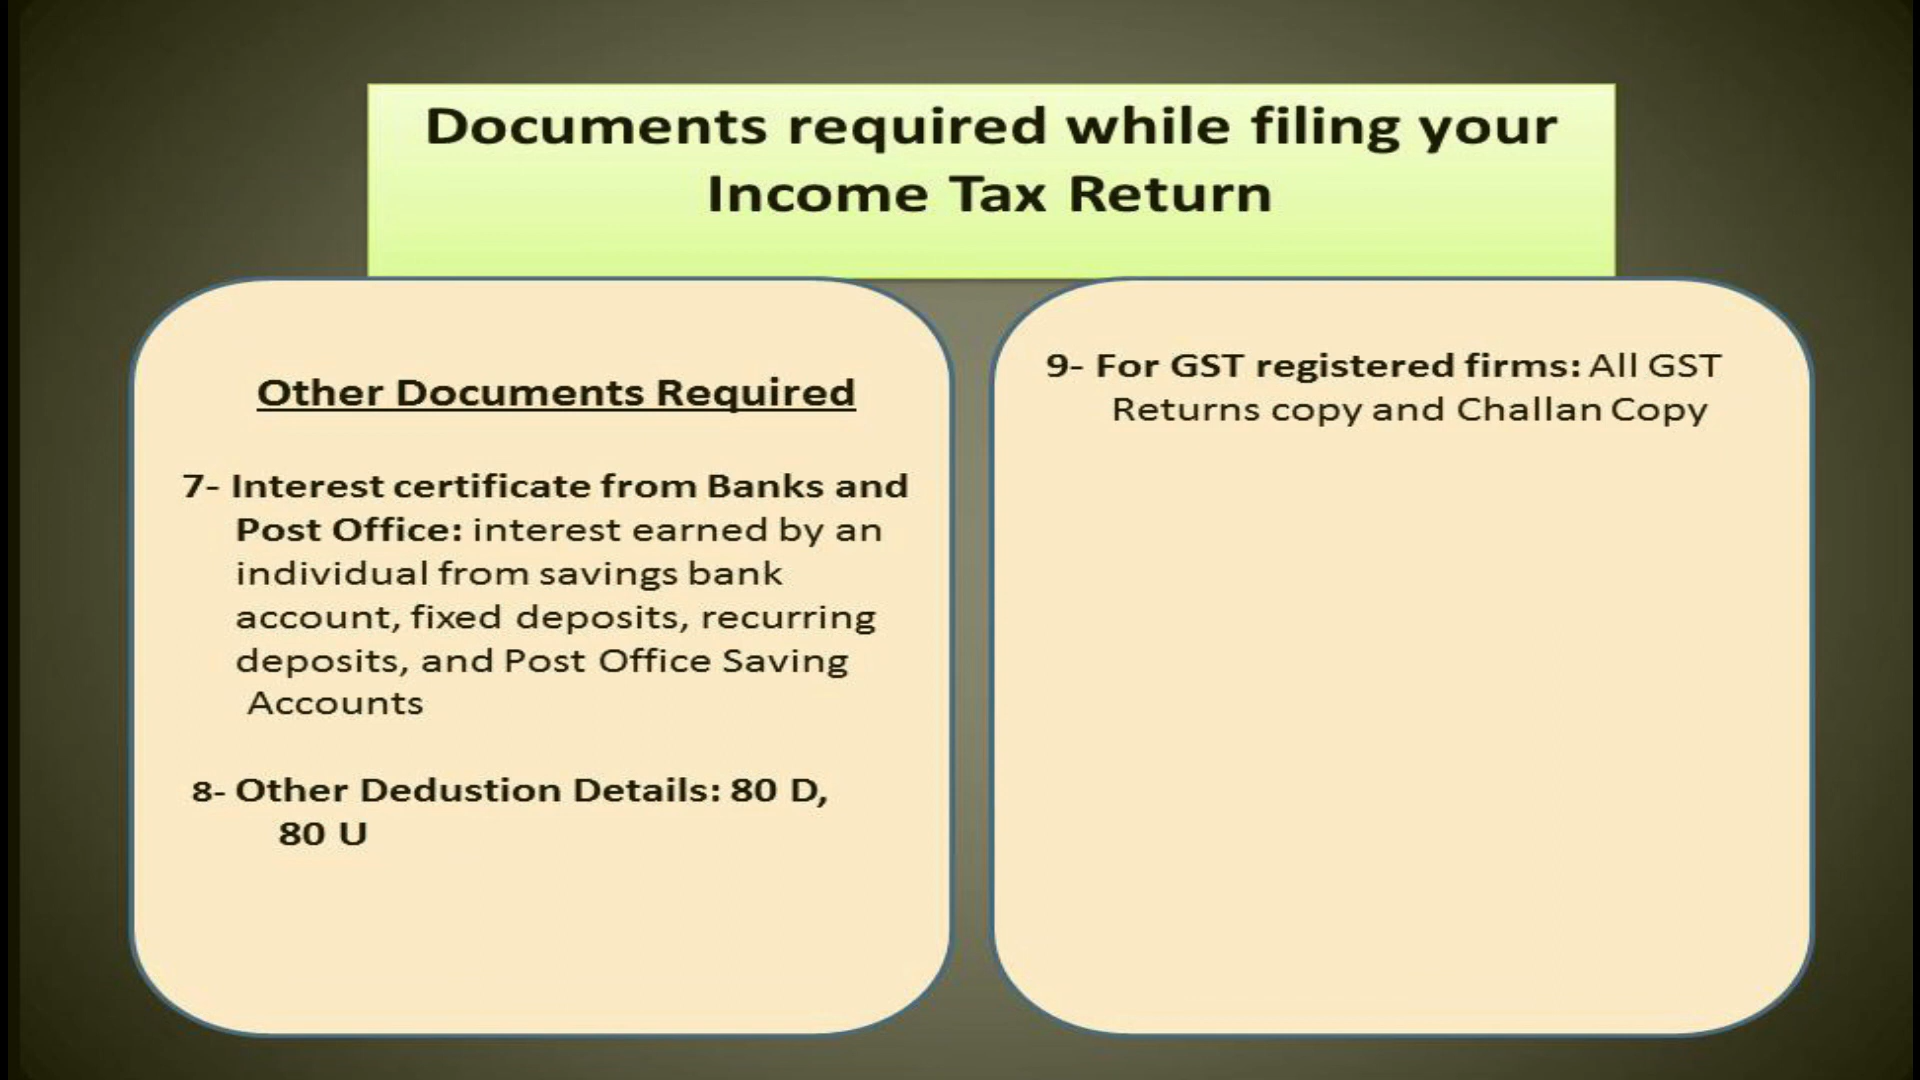 Documents required while filing your
Income Tax Return
Other Documents Required
7- Interest certificate from Banks and
Post Office: interest earned by an
individual from savings bank
account, fixed deposits, recurring
deposits, and Post Office Saving
Accounts
8- Other Dedustion Details: 80 D,
80 U
9- For GST registered firms: All GST
Returns copy and Challan Copy